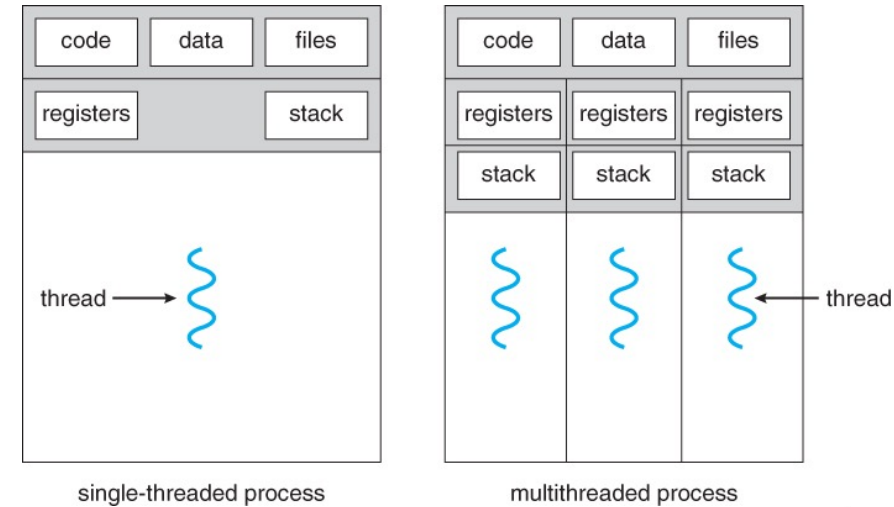 code data files code data files
registers stack registers registers registers
stack stack stack
thread thread
single-threaded process multithreaded process